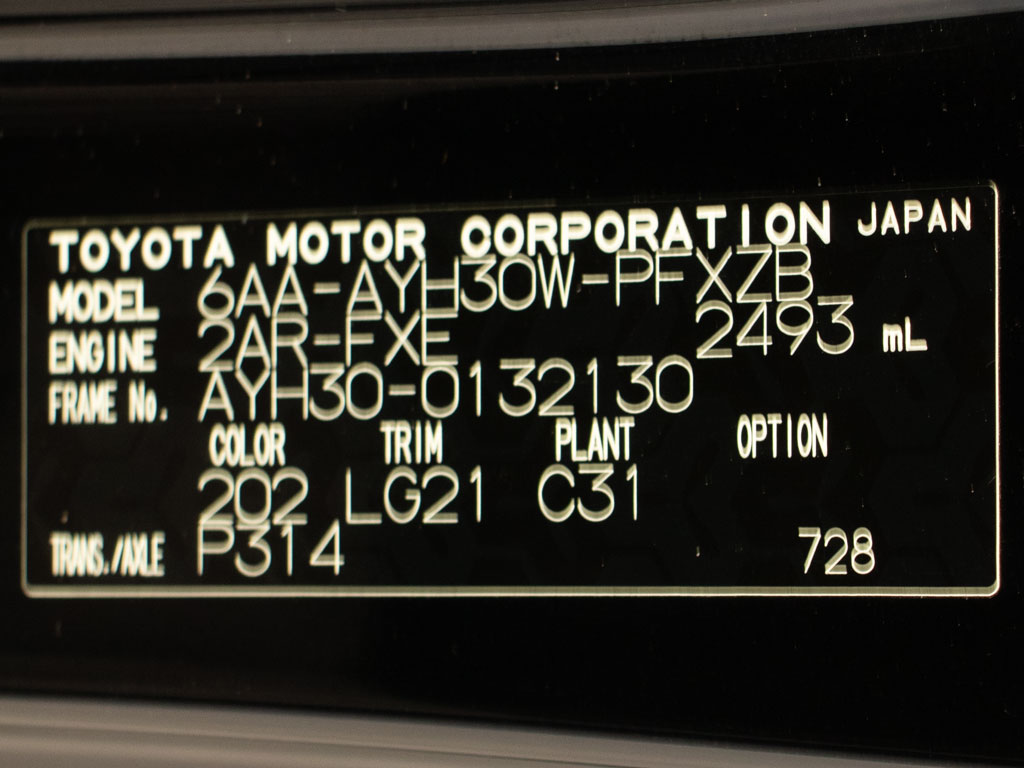 TOYOTA MOTOR CORPORATION JAPAN
MODEL 6AA-AYH30W-PFXZB
ENGINE 2AR-FXE 2493 mL
FRAME No. AYH30-0132130
COLOR TRIM PLANT OPTION
202 LG21 C31
TRANS./AXLE P314 728